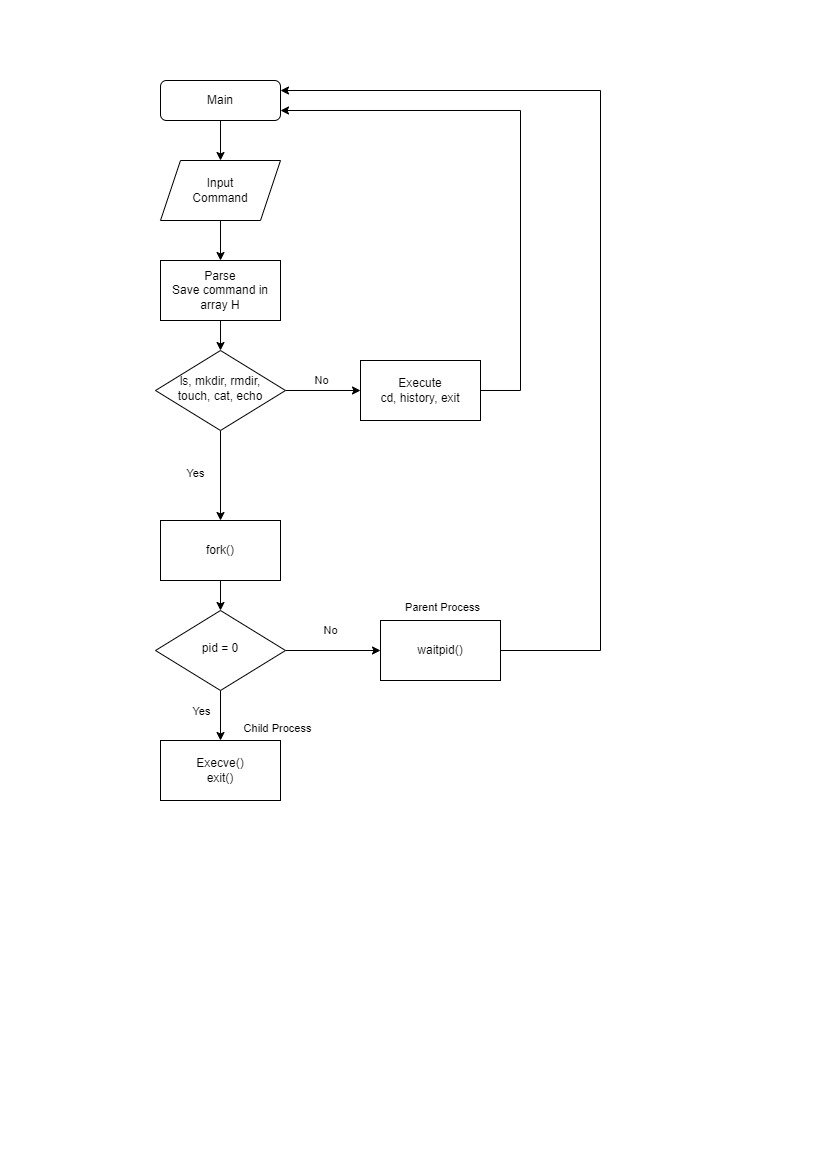 Main
Input
Command
Parse
Save command in
array H
ls, mkdir, rmdir,
touch, cat, echo
No
Execute
cd, history, exit
Yes
fork()
Parent Process
No
pid = 0
waitpid()
Yes
Child Process
Execve()
exit()